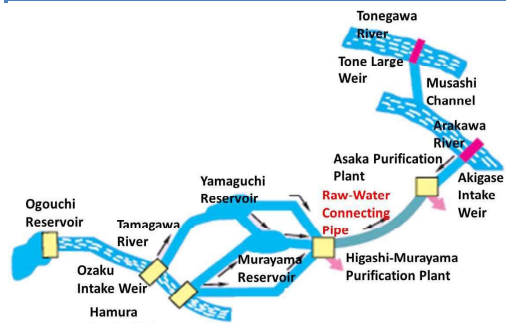 Tonegawa
River
Tone Large
Weir
Musashi
Channel
Arakawa
River
Asaka Purification
Plant
Akigase
Intake
Weir
Yamaguchi
Reservoir
Raw-Water
Connecting
Pipe
Ogouchi
Reservoir
Tamagawa
River
Murayama
Reservoir
Higashi-Murayama
Purification Plant
Ozaku
Intake Weir
Hamura